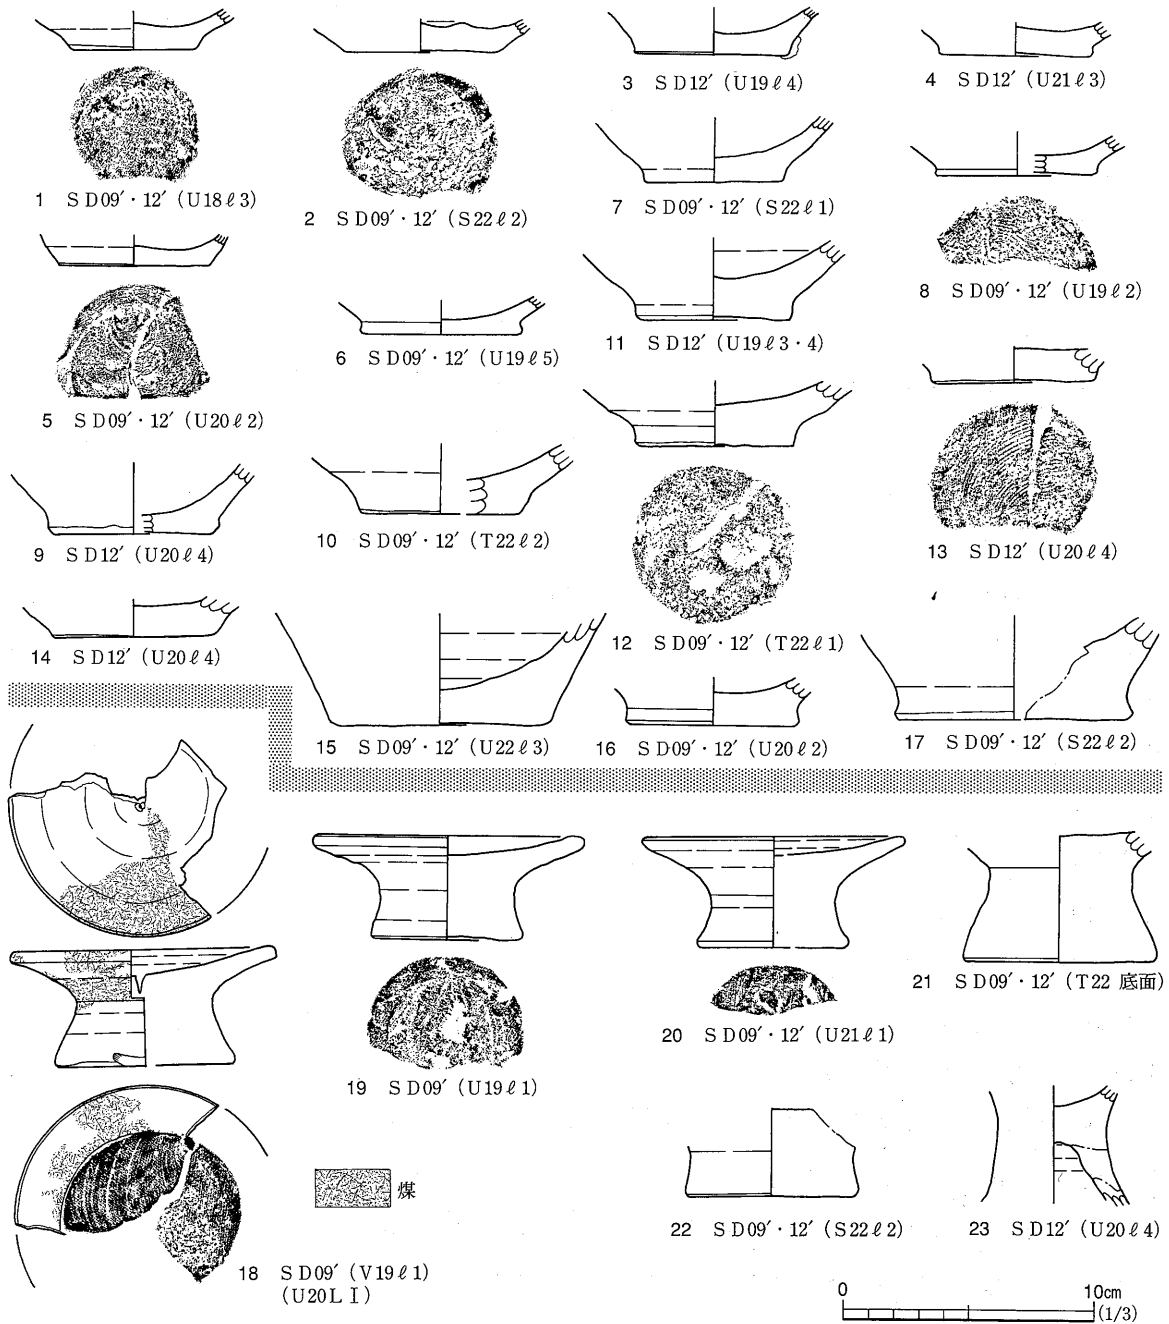 1 SD09′・12′（U18ℓ3）
2 SD09′・12′（S22ℓ2）
3 SD12′（U19ℓ4）
4 SD12′（U21ℓ3）
7 SD09′・12′（S22ℓ1）
8 SD09′・12′（U19ℓ2）
5 SD09′・12′（U20ℓ2）
6 SD09′・12′（U19ℓ5）
11 SD12′（U19ℓ3・4）
9 SD12′（U20ℓ4）
10 SD09′・12′（T22ℓ2）
13 SD12′（U20ℓ4）
12 SD09′・12′（T22ℓ1）
14 SD12′（U20ℓ4）
15 SD09′・12′（U22ℓ3）
16 SD09′・12′（U20ℓ2）
17 SD09′・12′（S22ℓ2）
21 SD09′・12′（T22 底面）
20 SD09′・12′（U21ℓ1）
19 SD09′（U19ℓ1）
煤
22 SD09′・12′（S22ℓ2）
23 SD12′（U20ℓ4）
18 SD09′（V19ℓ1）
（U20LⅠ）
0 10cm
(1/3)